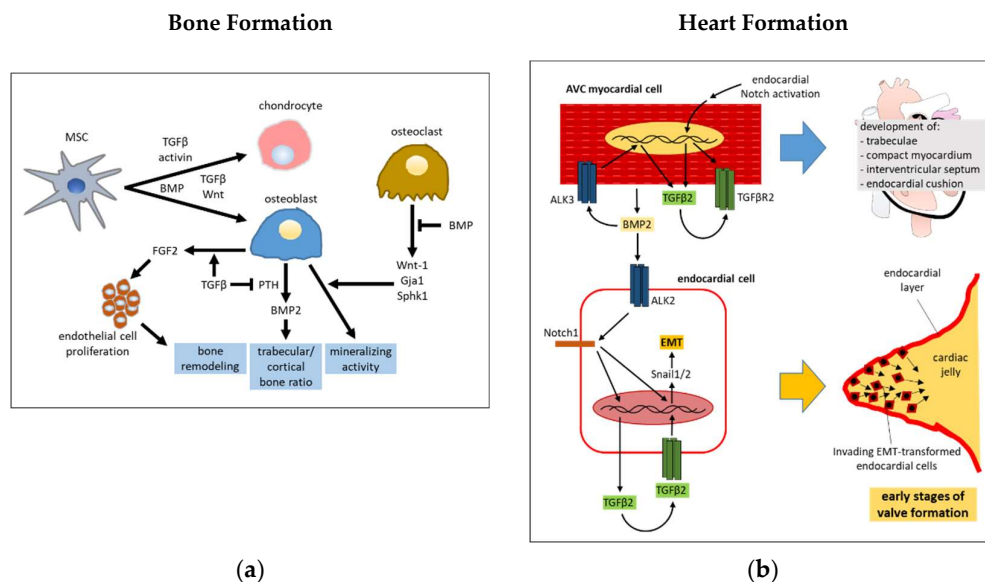 Bone Formation
MSC
TGFβ
activin
BMP
TGFβ
Wnt
chondrocyte
osteoclast
osteoblast
BMP
FGF2
TGFβ
PTH
Wnt-1
Gja1
Sphk1
BMP2
endothelial cell
proliferation
bone
remodeling
trabecular/
cortical
bone ratio
mineralizing
activity
(a)
Heart Formation
AVC myocardial cell
endocardial
Notch activation
ALK3
TGFβ2
TGFβR2
BMP2
development of:
- trabeculae
- compact myocardium
- interventricular septum
- endocardial cushion
endocardial cell
ALK2
Notch1
EMT
Snail1/2
TGFβ2
TGFβ2
endocardial
layer
cardiac
jelly
Invading EMT-transformed
endocardial cells
early stages of
valve formation
(b)